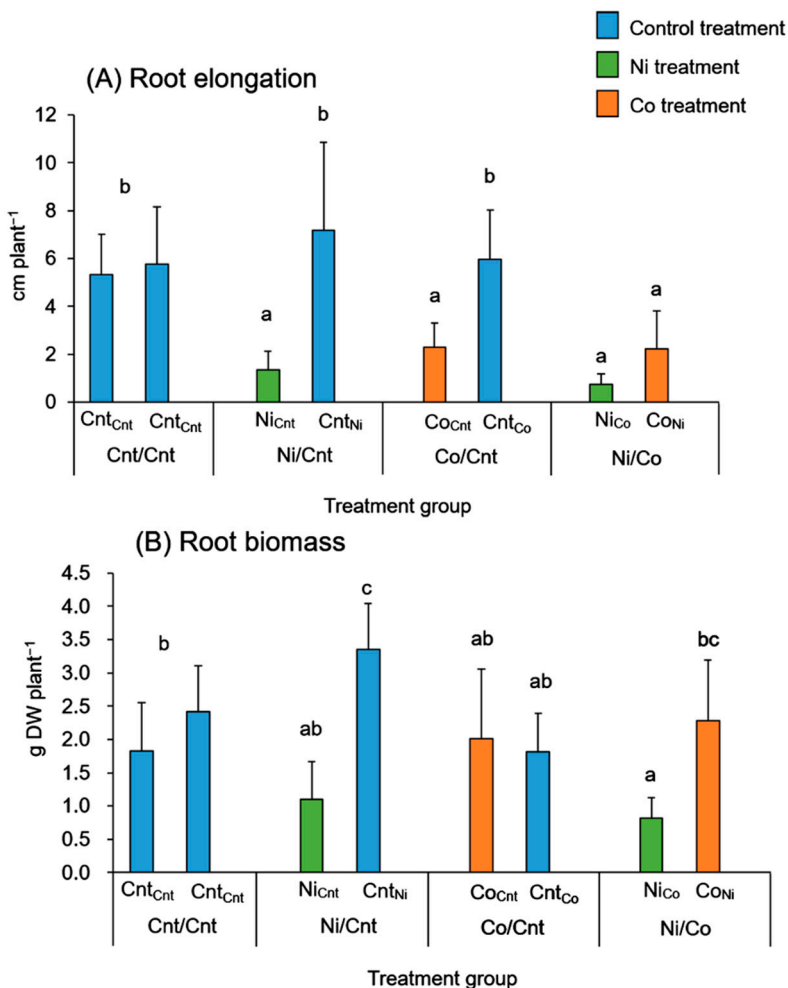 Control treatment
Ni treatment
Co treatment
(A) Root elongation
cm plant⁻¹
12
10
8
6
4
2
0
b
a
b
a
b
a
a
Cnt_Cnt Cnt_Cnt Ni_Cnt Cnt_Ni Co_Cnt Cnt_Co Ni_Co Co_Ni
Cnt/Cnt Ni/Cnt Co/Cnt Ni/Co
Treatment group
(B) Root biomass
g DW plant⁻¹
4.5
4.0
3.5
3.0
2.5
2.0
1.5
1.0
0.5
0.0
b
ab
c
ab
ab
a
bc
Cnt_Cnt Cnt_Cnt Ni_Cnt Cnt_Ni Co_Cnt Cnt_Co Ni_Co Co_Ni
Cnt/Cnt Ni/Cnt Co/Cnt Ni/Co
Treatment group